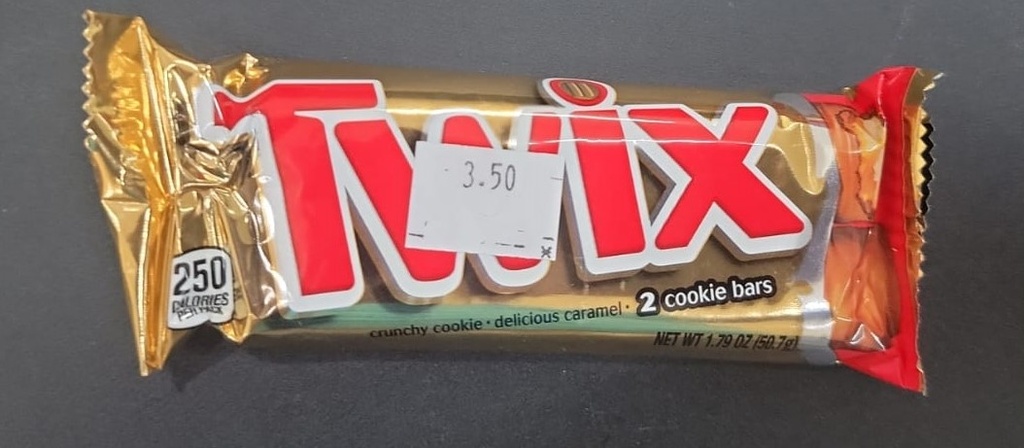 Twix
3.50
250
CALORIES
PER PACK
crunchy cookie · delicious caramel · 2 cookie bars
NET WT 1.79 OZ (50.7g)